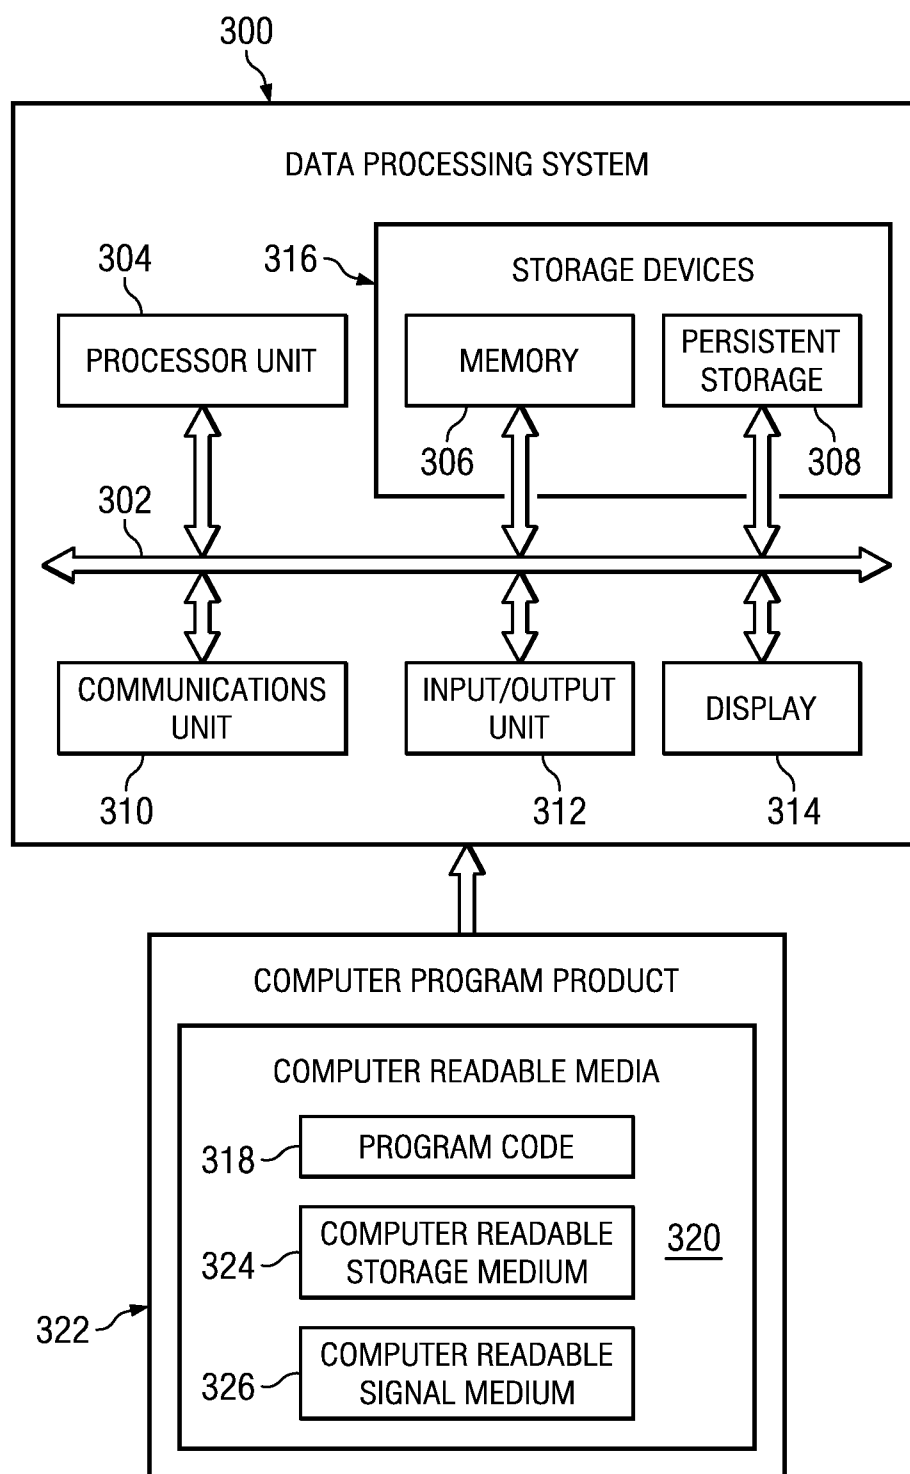 300
DATA PROCESSING SYSTEM
304
316
STORAGE DEVICES
PROCESSOR UNIT
MEMORY
PERSISTENT
STORAGE
306
308
302
COMMUNICATIONS
UNIT
INPUT/OUTPUT
UNIT
DISPLAY
310
312
314
COMPUTER PROGRAM PRODUCT
COMPUTER READABLE MEDIA
318
PROGRAM CODE
324
COMPUTER READABLE
STORAGE MEDIUM
320
322
326
COMPUTER READABLE
SIGNAL MEDIUM